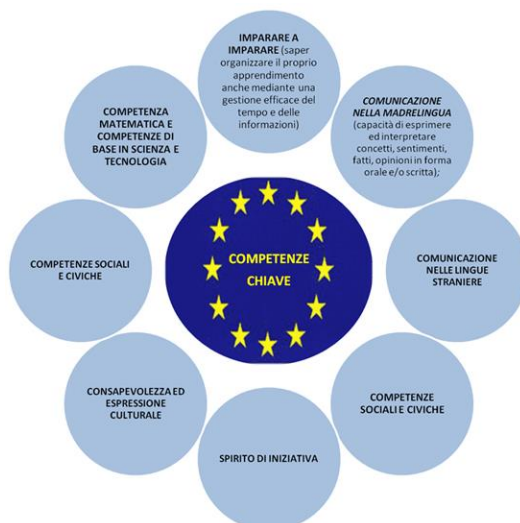 IMPARARE A
IMPARARE (saper
organizzare il proprio
apprendimento
anche mediante una
gestione efficace del
tempo e delle
informazioni)
COMUNICAZIONE
NELLA MADRELINGUA
(capacità di esprimere
ed interpretare
concetti, sentimenti,
fatti, opinioni in forma
orale e/o scritta);
COMUNICAZIONE
NELLE LINGUE
STRANIERE
COMPETENZE
SOCIALI E CIVICHE
SPIRITO DI INIZIATIVA
CONSAPEVOLEZZA ED
ESPRESSIONE
CULTURALE
COMPETENZE SOCIALI
E CIVICHE
COMPETENZA
MATEMATICA E
COMPETENZE DI
BASE IN SCIENZA E
TECNOLOGIA
COMPETENZE
CHIAVE